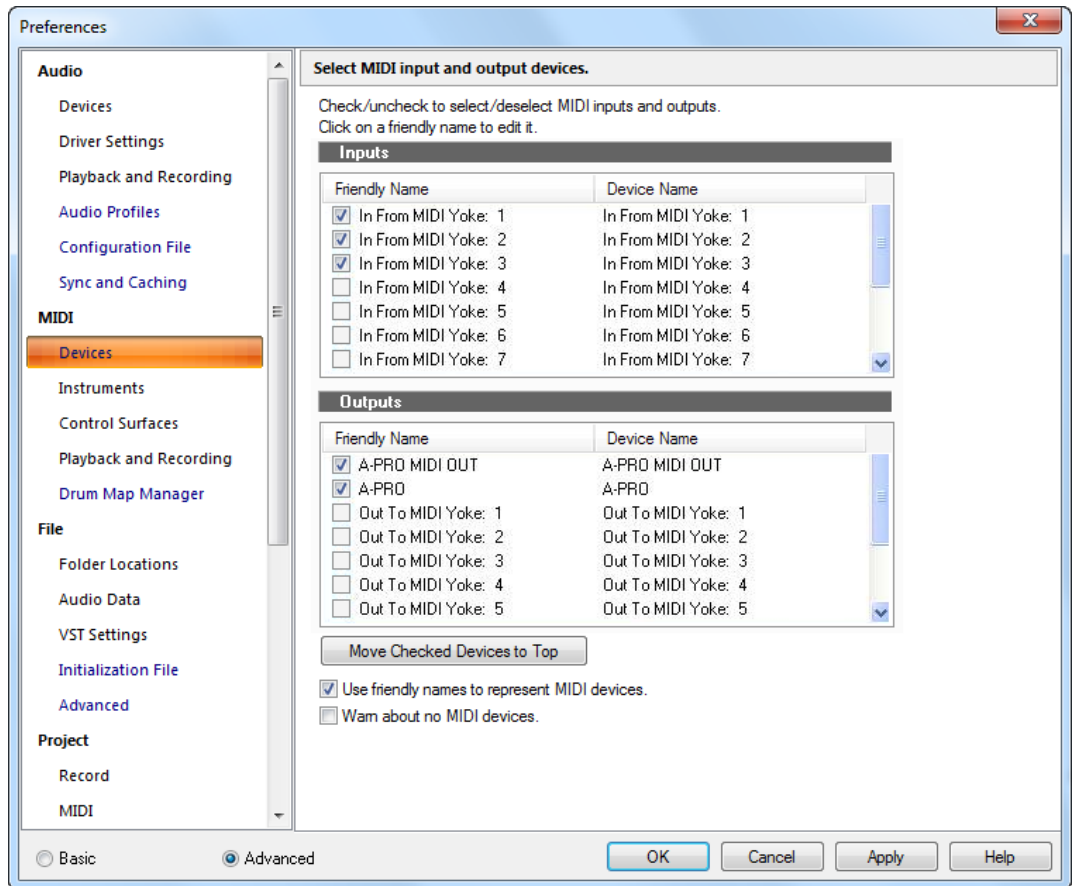 Preferences
Audio
Devices
Driver Settings
Playback and Recording
Audio Profiles
Configuration File
Sync and Caching
MIDI
Devices
Instruments
Control Surfaces
Playback and Recording
Drum Map Manager
File
Folder Locations
Audio Data
VST Settings
Initialization File
Advanced
Project
Record
MIDI
Select MIDI input and output devices.
Check/uncheck to select/deselect MIDI inputs and outputs.
Click on a friendly name to edit it.
Inputs
Friendly Name Device Name
In From MIDI Yoke: 1 In From MIDI Yoke: 1
In From MIDI Yoke: 2 In From MIDI Yoke: 2
In From MIDI Yoke: 3 In From MIDI Yoke: 3
In From MIDI Yoke: 4 In From MIDI Yoke: 4
In From MIDI Yoke: 5 In From MIDI Yoke: 5
In From MIDI Yoke: 6 In From MIDI Yoke: 6
In From MIDI Yoke: 7 In From MIDI Yoke: 7
Outputs
Friendly Name Device Name
A-PRO MIDI OUT A-PRO MIDI OUT
A-PRO A-PRO
Out To MIDI Yoke: 1 Out To MIDI Yoke: 1
Out To MIDI Yoke: 2 Out To MIDI Yoke: 2
Out To MIDI Yoke: 3 Out To MIDI Yoke: 3
Out To MIDI Yoke: 4 Out To MIDI Yoke: 4
Out To MIDI Yoke: 5 Out To MIDI Yoke: 5
Move Checked Devices to Top
Use friendly names to represent MIDI devices.
Warn about no MIDI devices.
Basic Advanced OK Cancel Apply Help